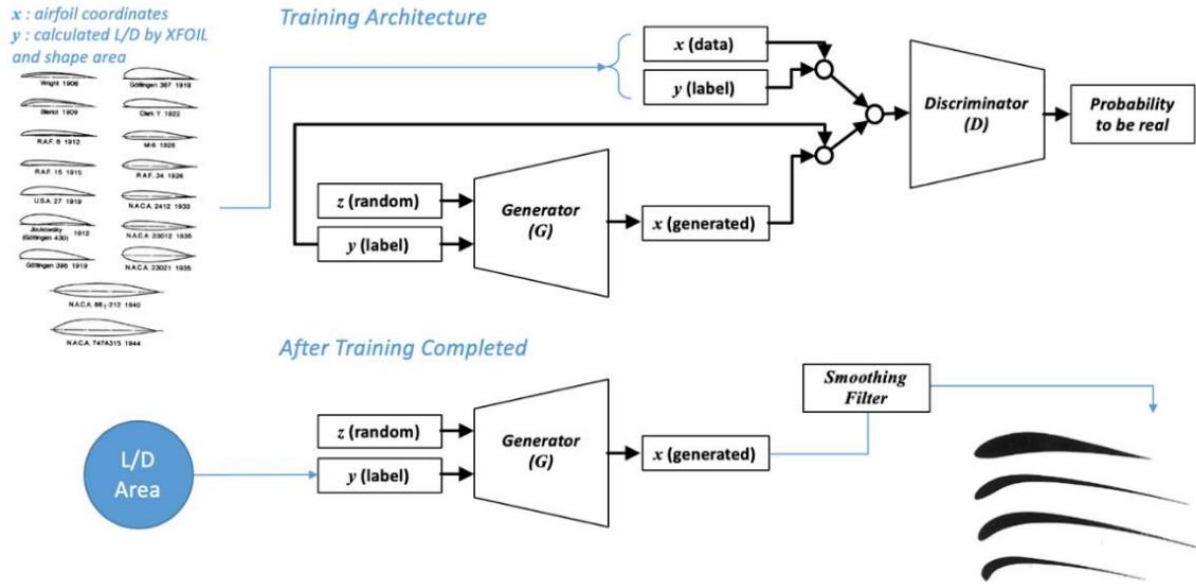 x : airfoil coordinates
y : calculated L/D by XFOIL
and shape area
Wright 1908
Bleriot 1909
R.A.F. 6 1912
R.A.F. 15 1915
U.S.A. 27 1919
Joukowsky 1912
(Göttingen 430)
Göttingen 398 1919
Göttingen 387 1919
Clark Y 1922
M-6 1926
R.A.F. 34 1926
N.A.C.A. 2412 1933
N.A.C.A. 23012 1935
N.A.C.A. 23021 1935
N.A.C.A. 747A315 1944
Training Architecture
x (data)
y (label)
z (random)
y (label)
Generator
(G)
x (generated)
Discriminator
(D)
Probability
to be real
After Training Completed
L/D
Area
z (random)
y (label)
Generator
(G)
x (generated)
Smoothing
Filter